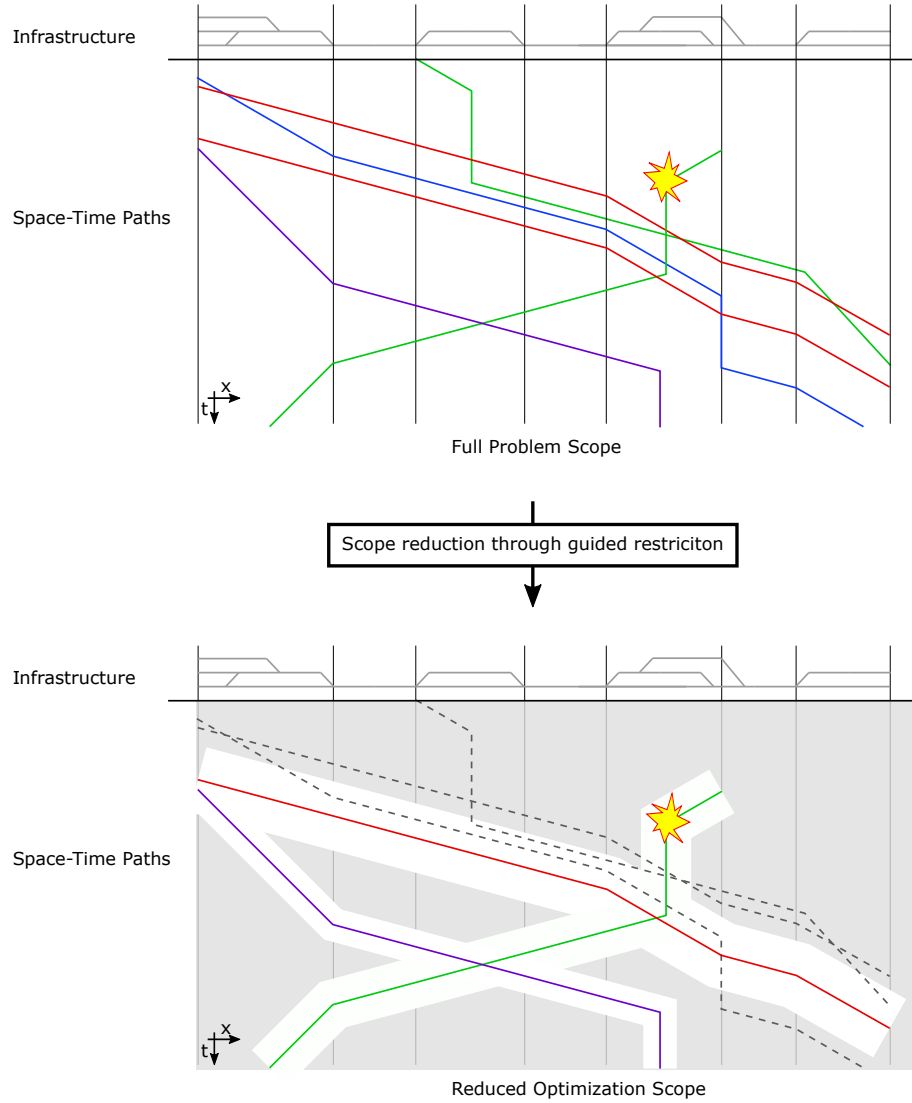 Infrastructure
Space-Time Paths
x
t
Full Problem Scope
Scope reduction through guided restriciton
Infrastructure
Space-Time Paths
x
t
Reduced Optimization Scope